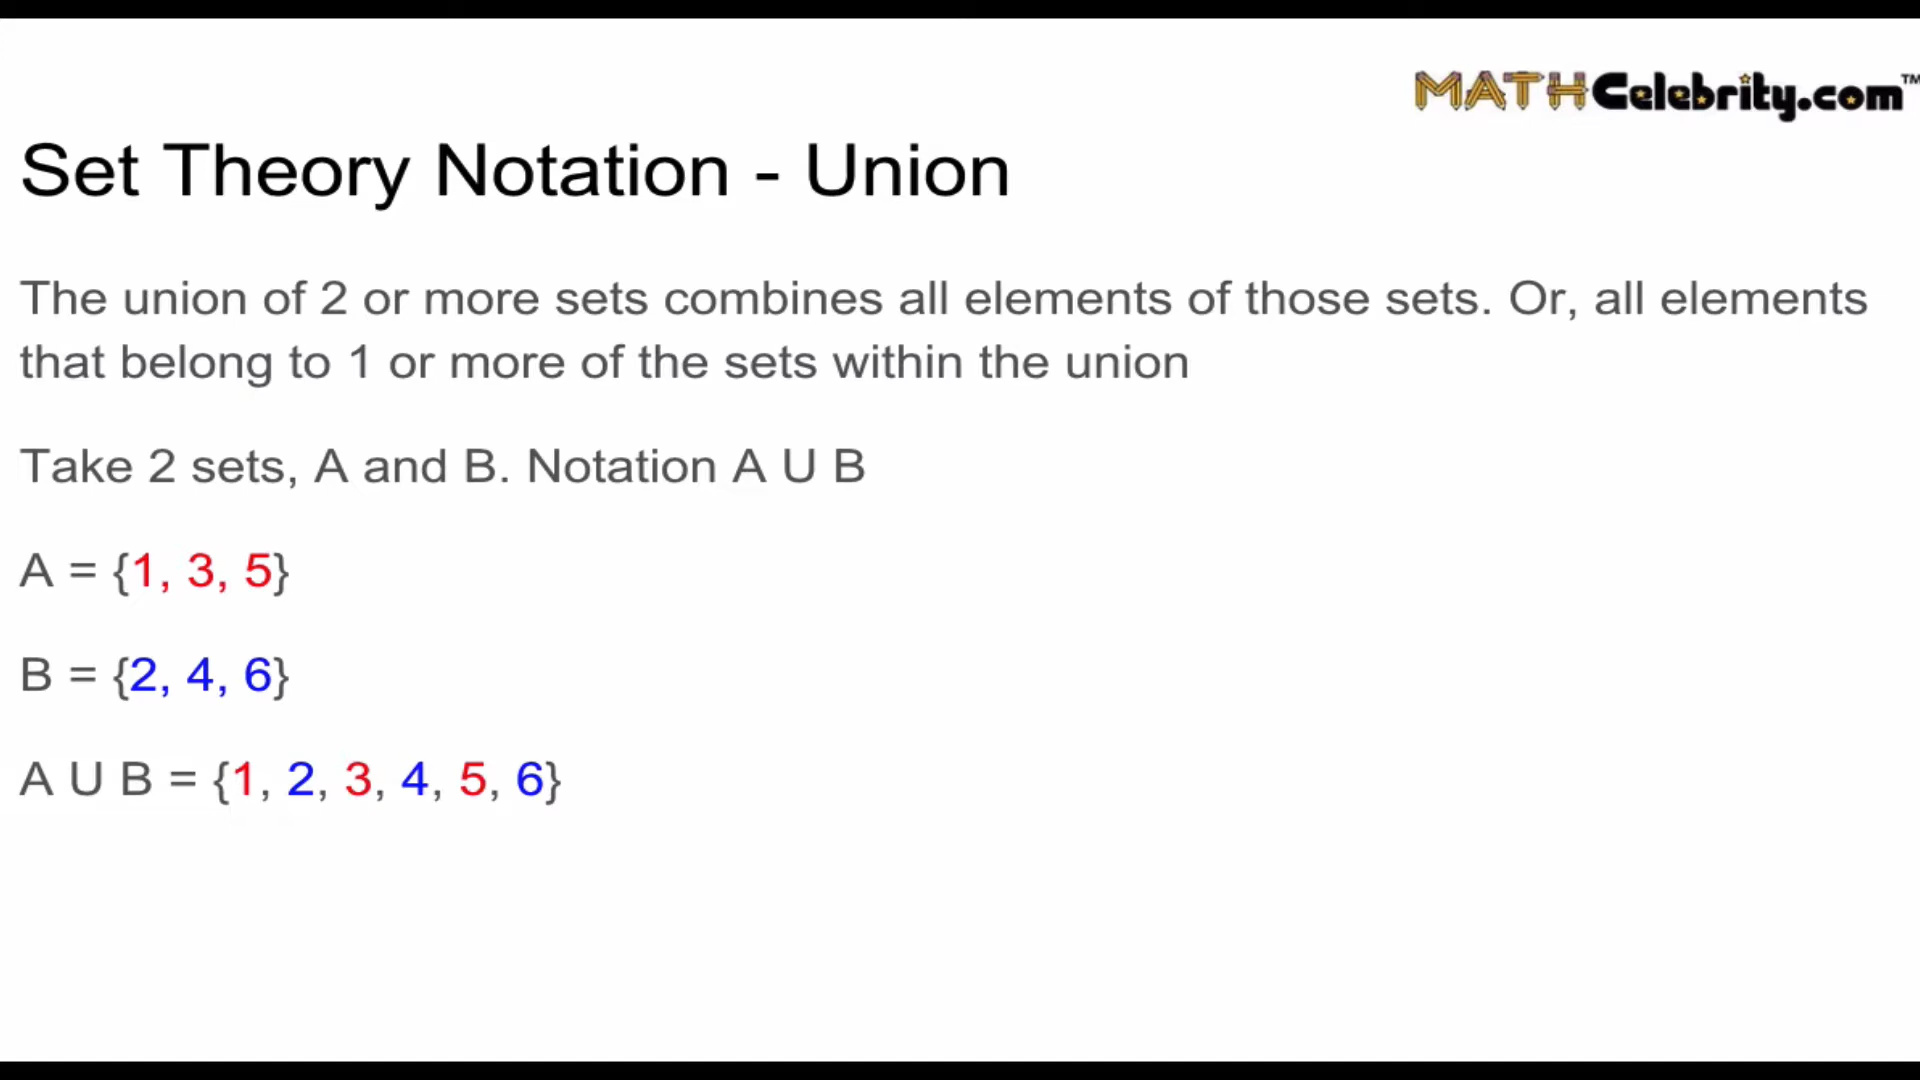 MATHCelebrity.com™
Set Theory Notation - Union
The union of 2 or more sets combines all elements of those sets. Or, all elements
that belong to 1 or more of the sets within the union
Take 2 sets, A and B. Notation A U B
A = {1, 3, 5}
B = {2, 4, 6}
A U B = {1, 2, 3, 4, 5, 6}